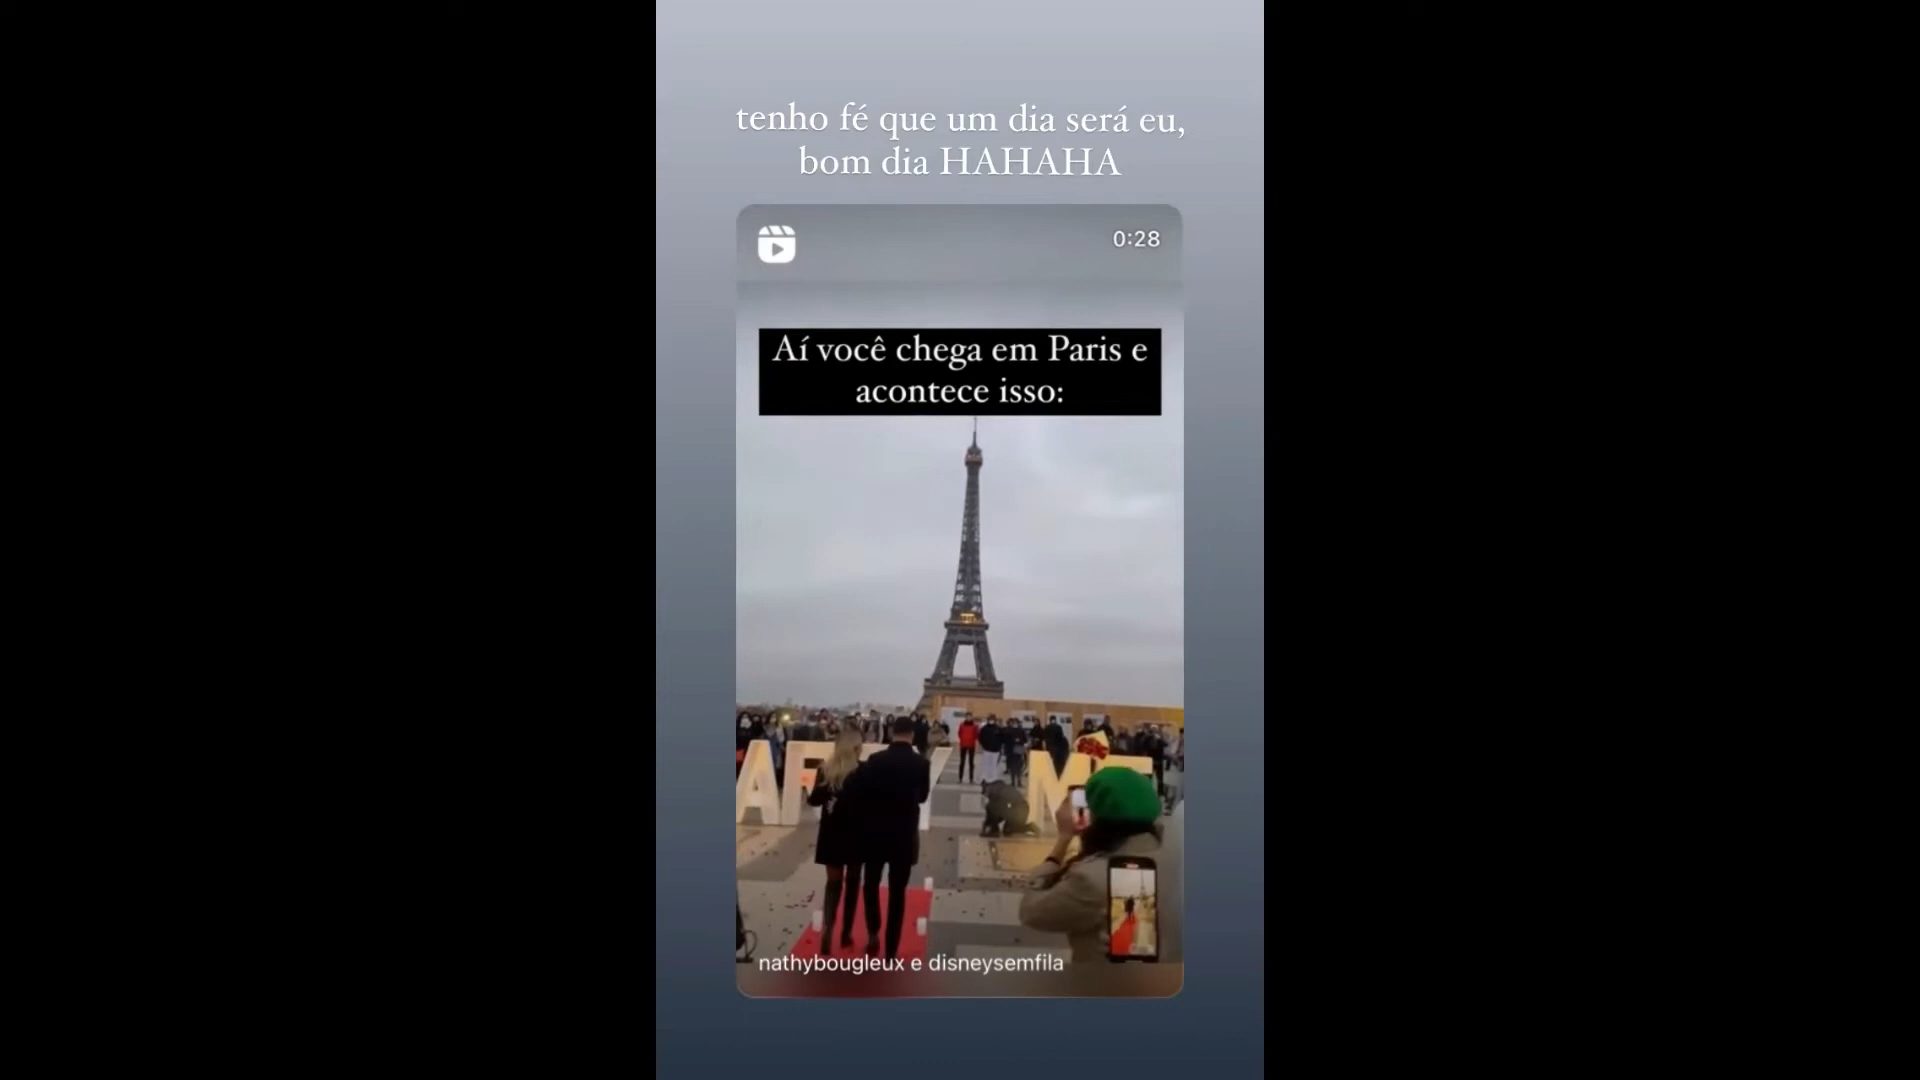 tenho fé que um dia será eu,
bom dia HAHAHA
0:28
Aí você chega em Paris e
acontece isso:
nathybougleux e disneysemfila